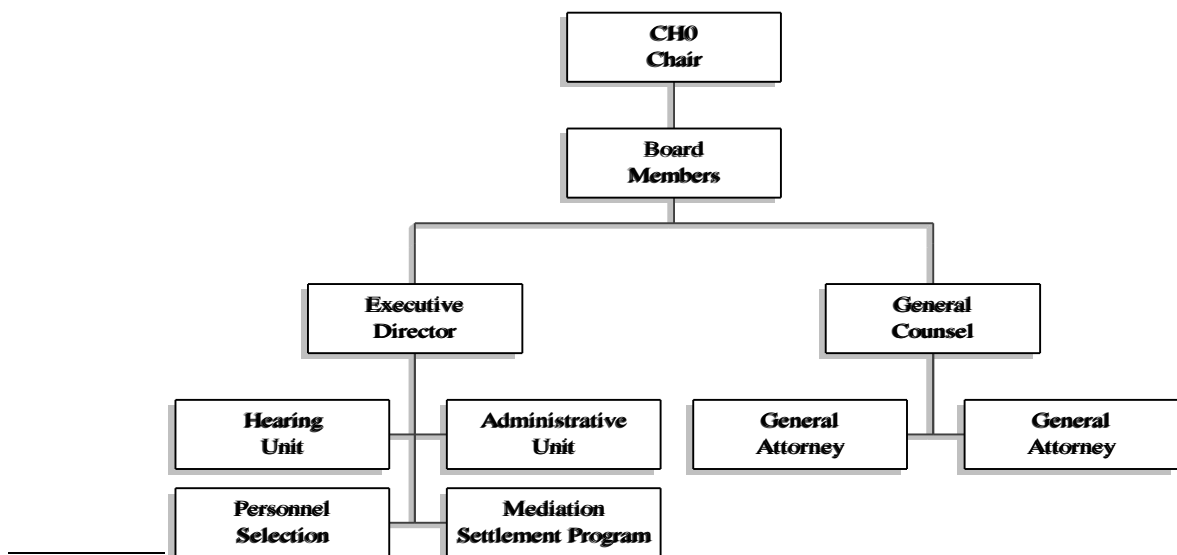 CH0
Chair
Board
Members
Executive
Director
General
Counsel
Hearing
Unit
Administrative
Unit
General
Attorney
General
Attorney
Personnel
Selection
Mediation
Settlement Program